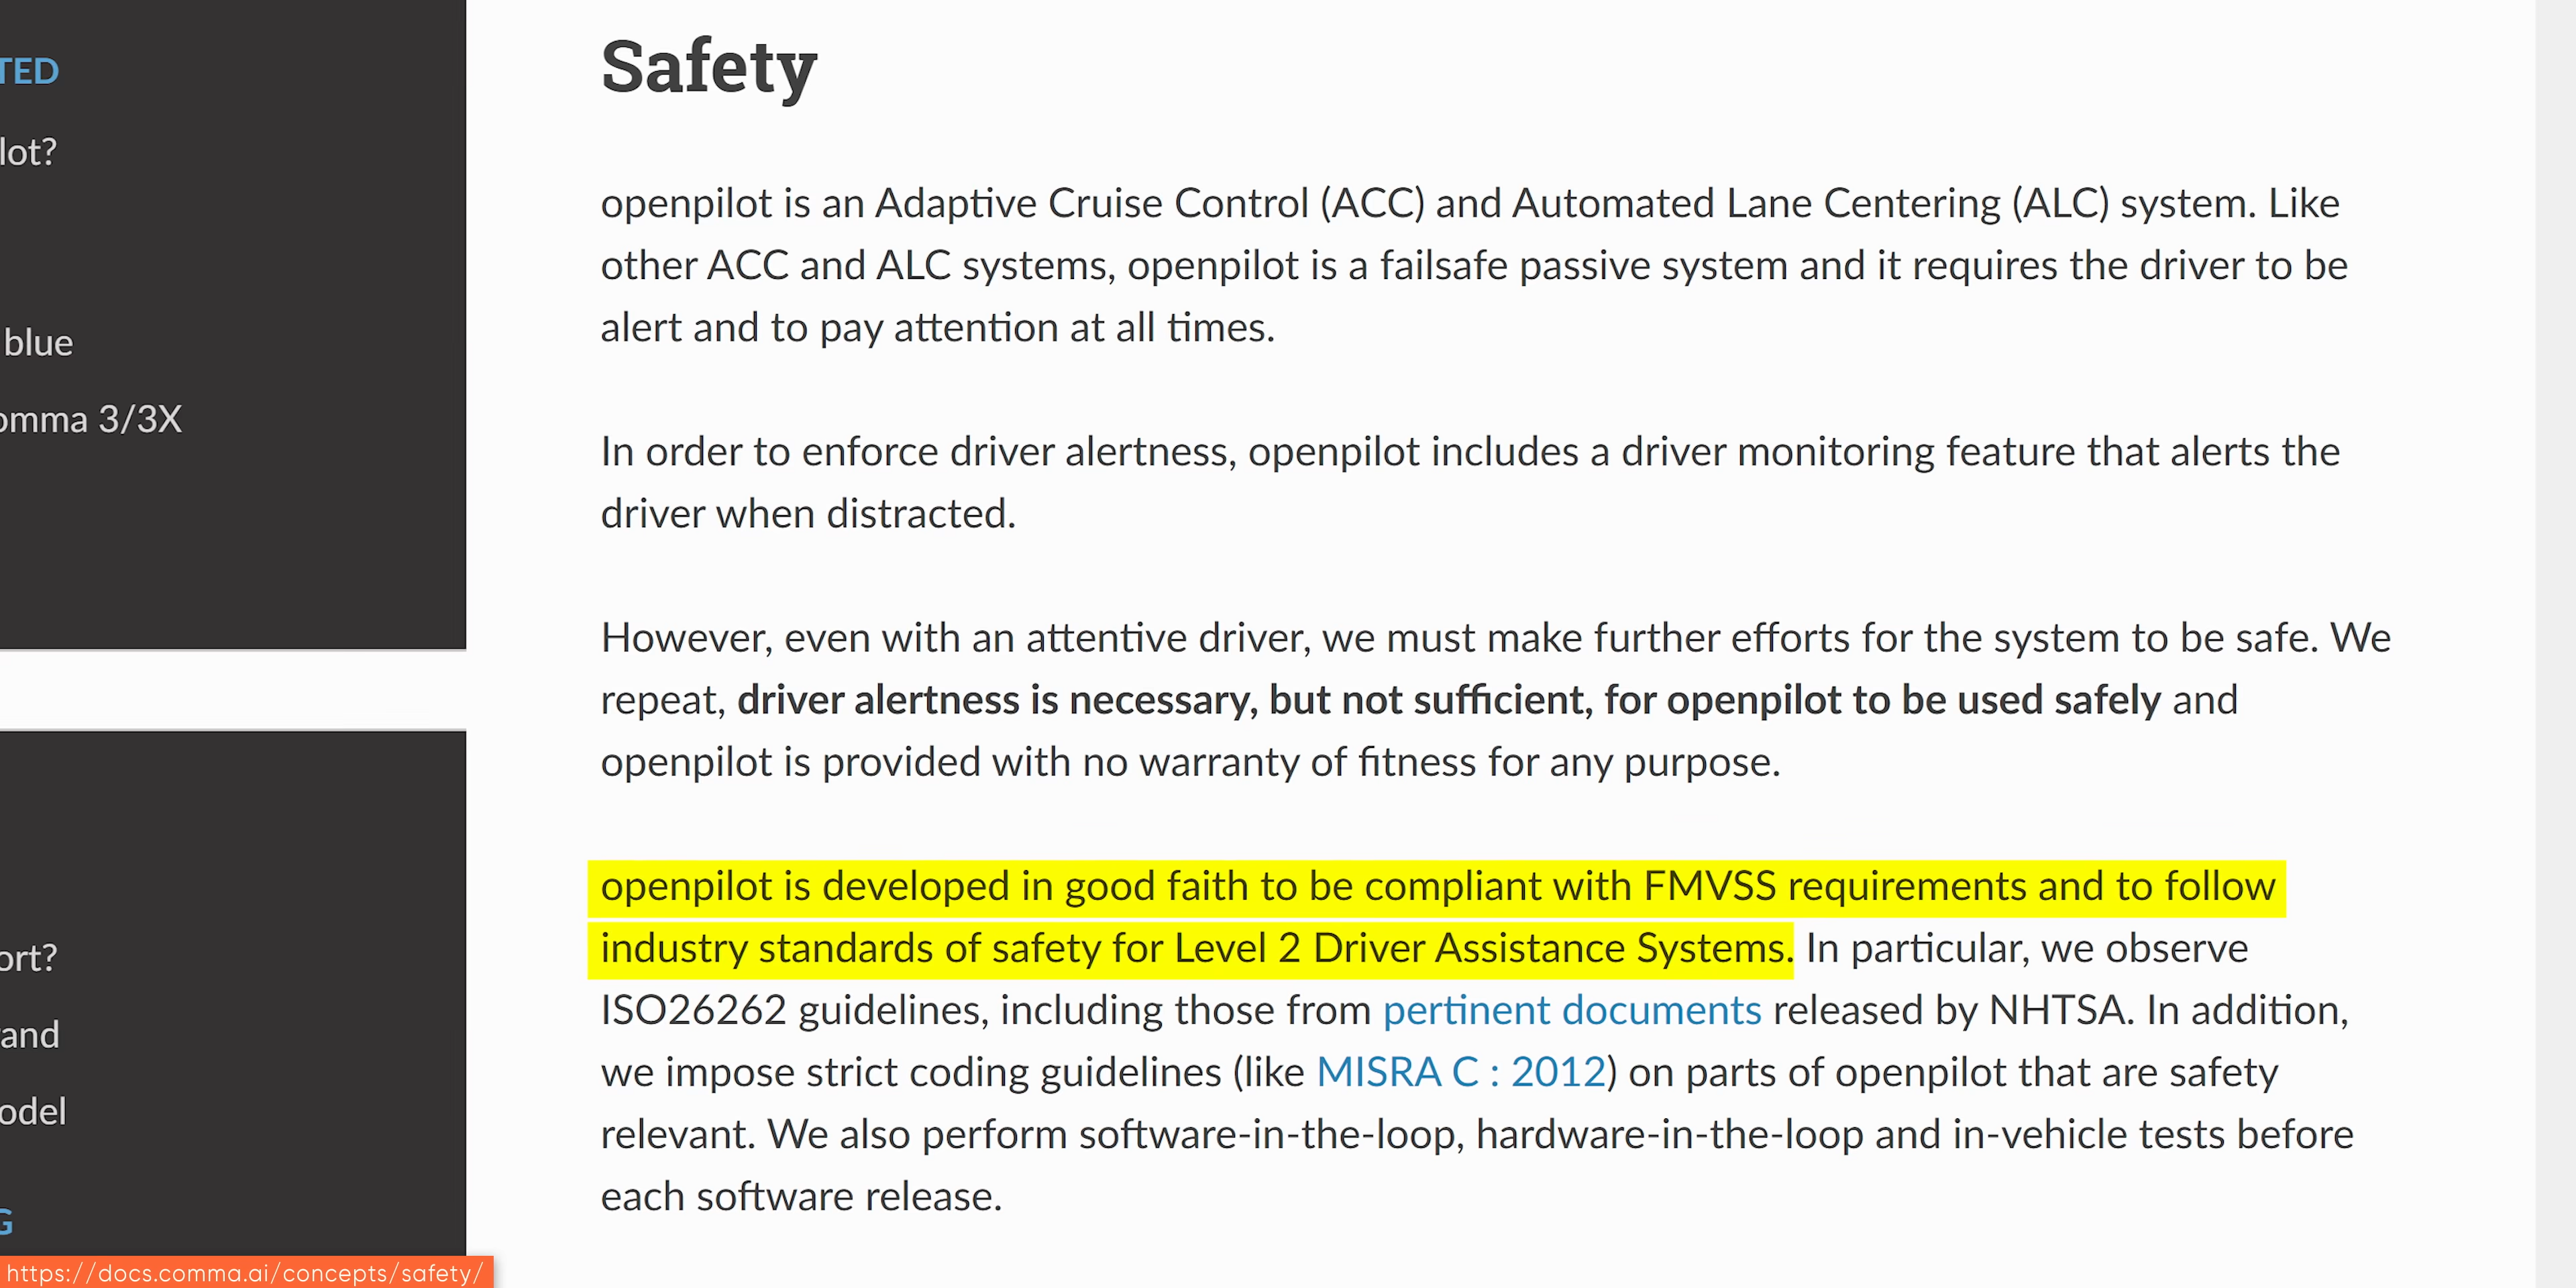 TED
lot?
blue
omma 3/3X
ort?
and
odel
G
Safety
openpilot is an Adaptive Cruise Control (ACC) and Automated Lane Centering (ALC) system. Like
other ACC and ALC systems, openpilot is a failsafe passive system and it requires the driver to be
alert and to pay attention at all times.
In order to enforce driver alertness, openpilot includes a driver monitoring feature that alerts the
driver when distracted.
However, even with an attentive driver, we must make further efforts for the system to be safe. We
repeat, driver alertness is necessary, but not sufficient, for openpilot to be used safely and
openpilot is provided with no warranty of fitness for any purpose.
openpilot is developed in good faith to be compliant with FMVSS requirements and to follow
industry standards of safety for Level 2 Driver Assistance Systems. In particular, we observe
ISO26262 guidelines, including those from pertinent documents released by NHTSA. In addition,
we impose strict coding guidelines (like MISRA C : 2012) on parts of openpilot that are safety
relevant. We also perform software-in-the-loop, hardware-in-the-loop and in-vehicle tests before
each software release.
https://docs.comma.ai/concepts/safety/